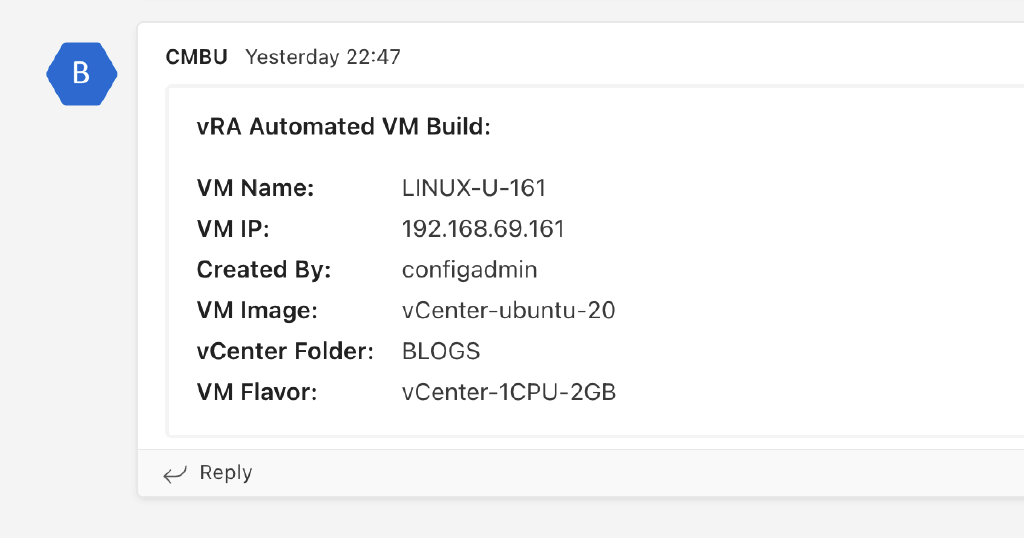 B
CMBU Yesterday 22:47
vRA Automated VM Build:
VM Name: LINUX-U-161
VM IP: 192.168.69.161
Created By: configadmin
VM Image: vCenter-ubuntu-20
vCenter Folder: BLOGS
VM Flavor: vCenter-1CPU-2GB
Reply